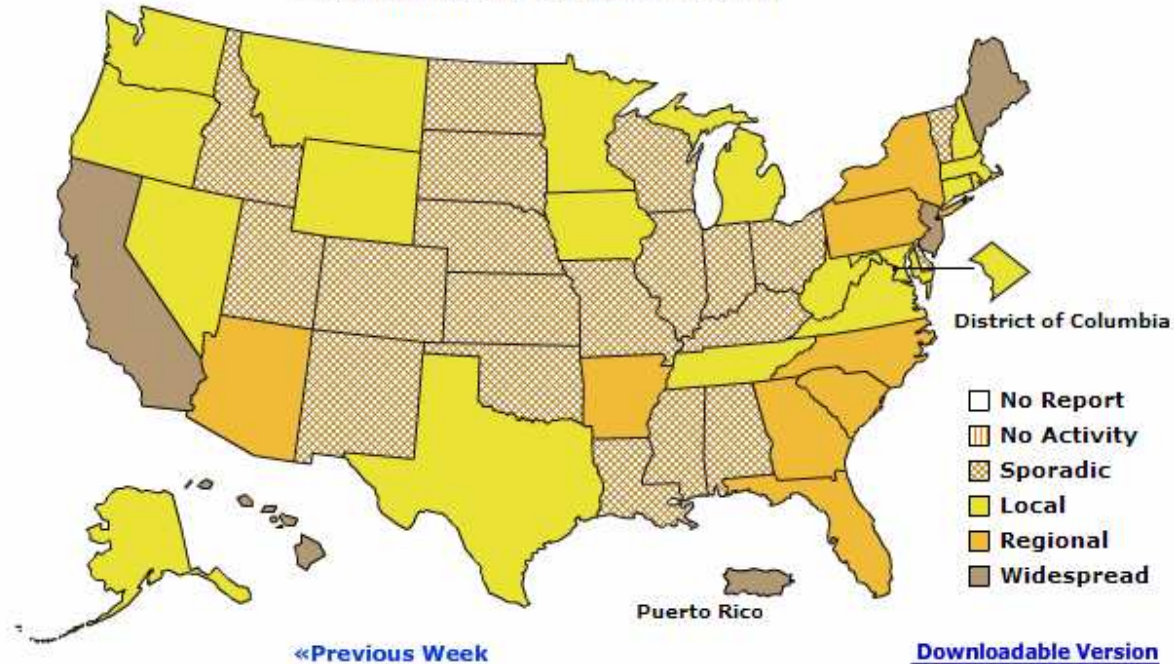 District of Columbia
No Report
No Activity
Sporadic
Local
Regional
Widespread
Puerto Rico
«Previous Week
Downloadable Version